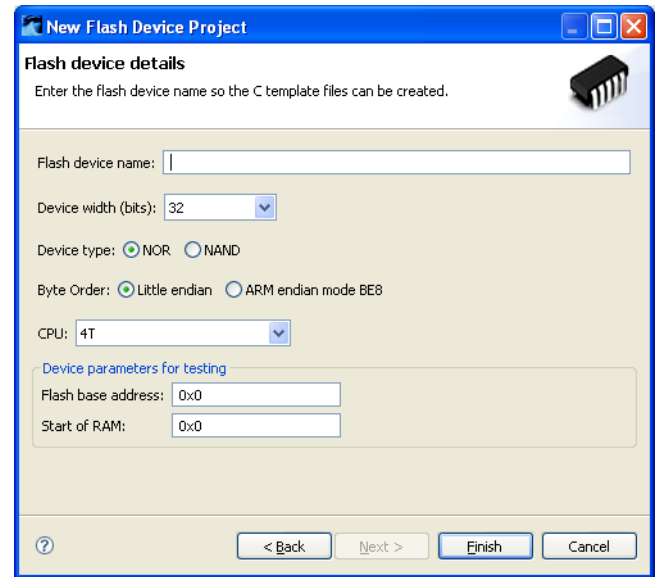 New Flash Device Project
Flash device details
Enter the flash device name so the C template files can be created.
Flash device name:
Device width (bits): 32
Device type: NOR NAND
Byte Order: Little endian ARM endian mode BE8
CPU: 4T
Device parameters for testing
Flash base address: 0x0
Start of RAM: 0x0
? < Back Next > Finish Cancel